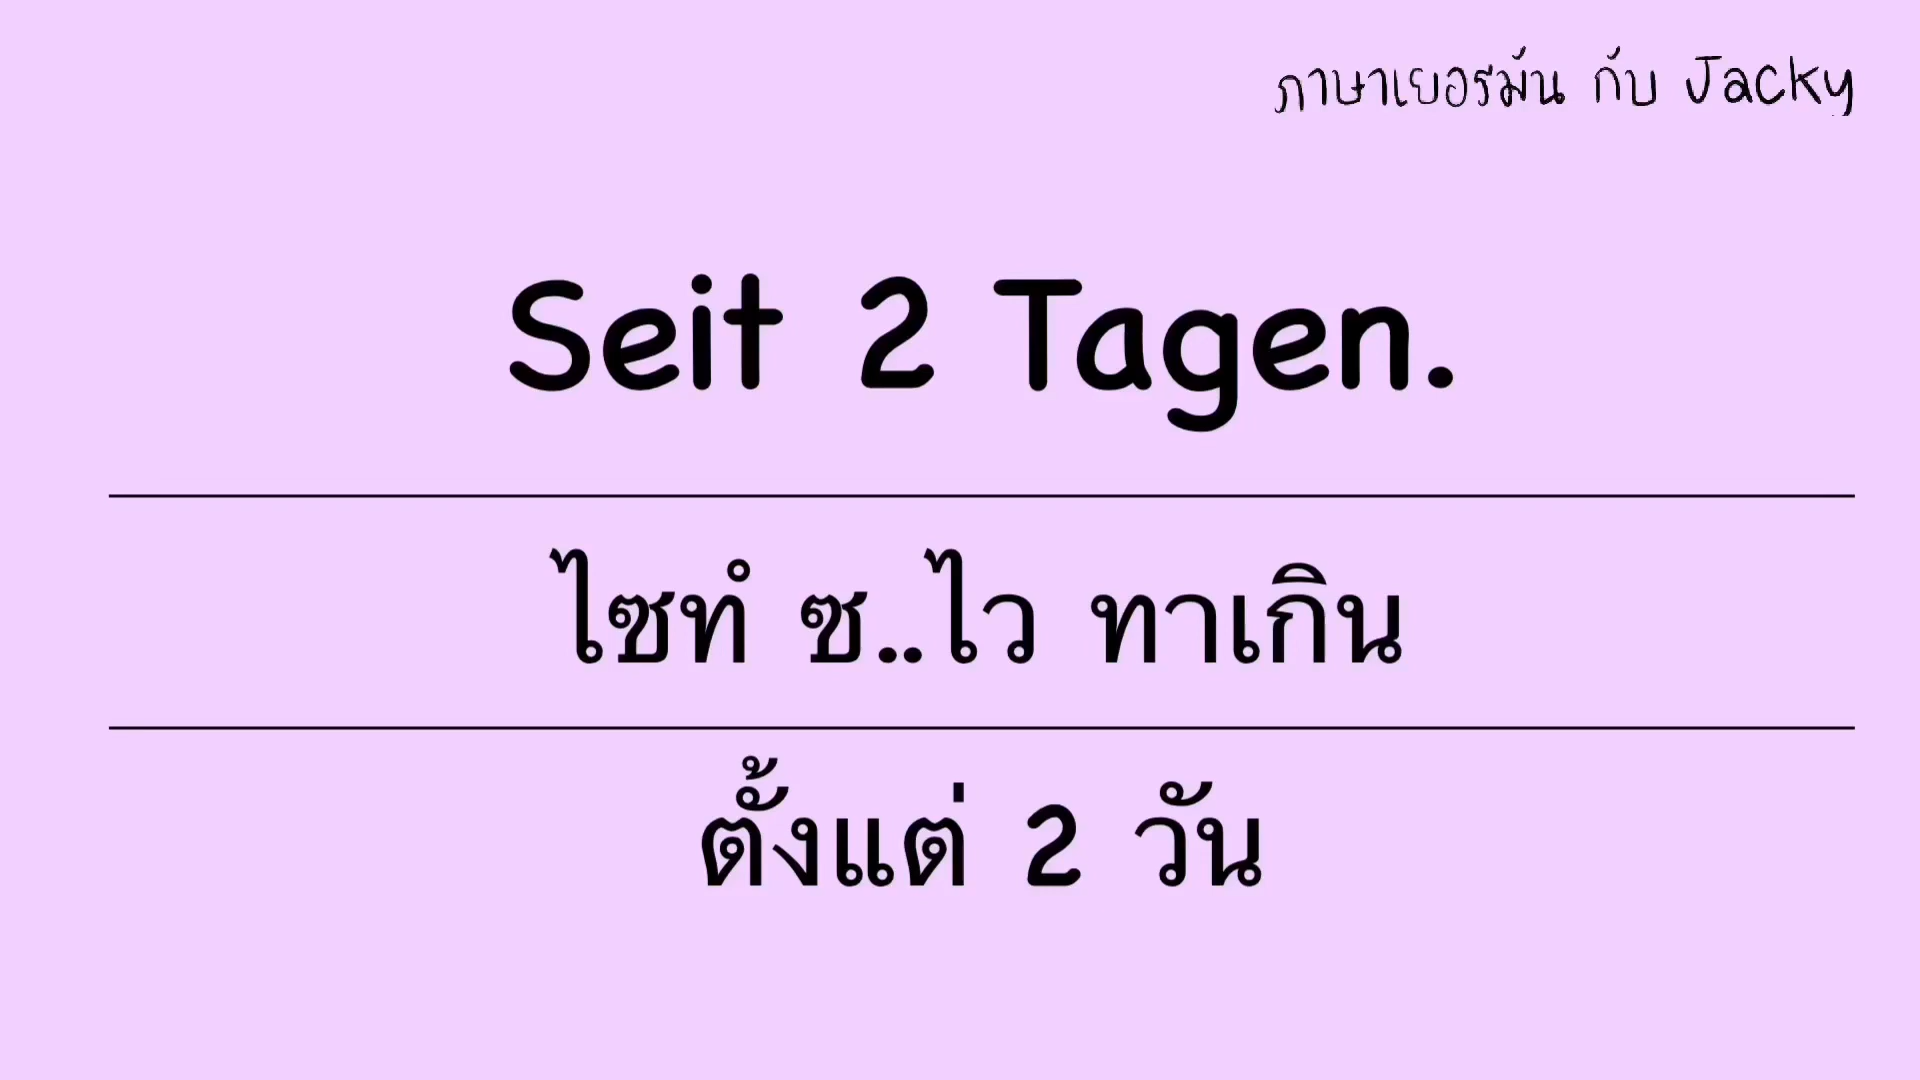 ภาษาเยอรมัน กับ Jacky
Seit 2 Tagen.
ไซทํ ซ..ไว ทาเกิน
ตั้งแต่ 2 วัน